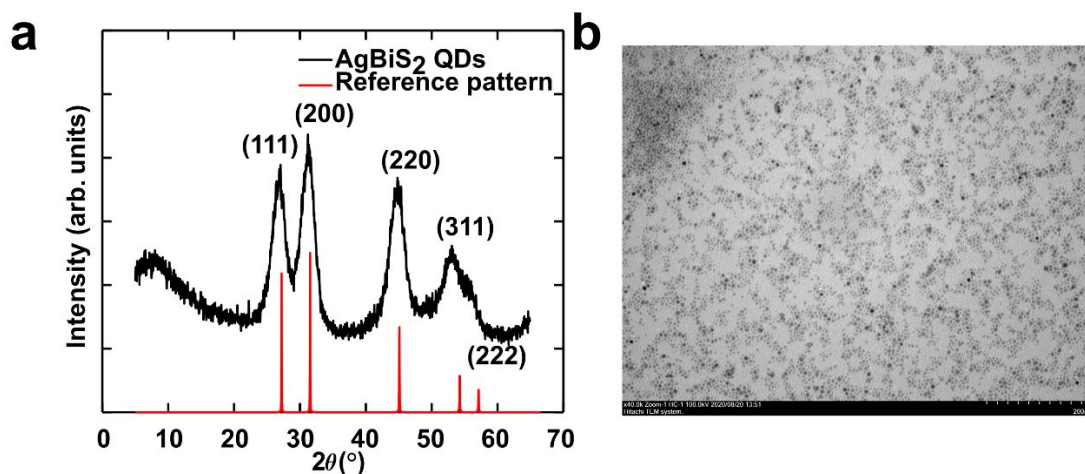 a
b
AgBiS2 QDs
Reference pattern
(200)
(111)
(220)
(311)
(222)
Intensity (arb. units)
0 10 20 30 40 50 60 70
2θ(°)
x40.0k Zoom-1 HC-1 100.0kV 2020/08/20 13:51
Hitachi TEM system.